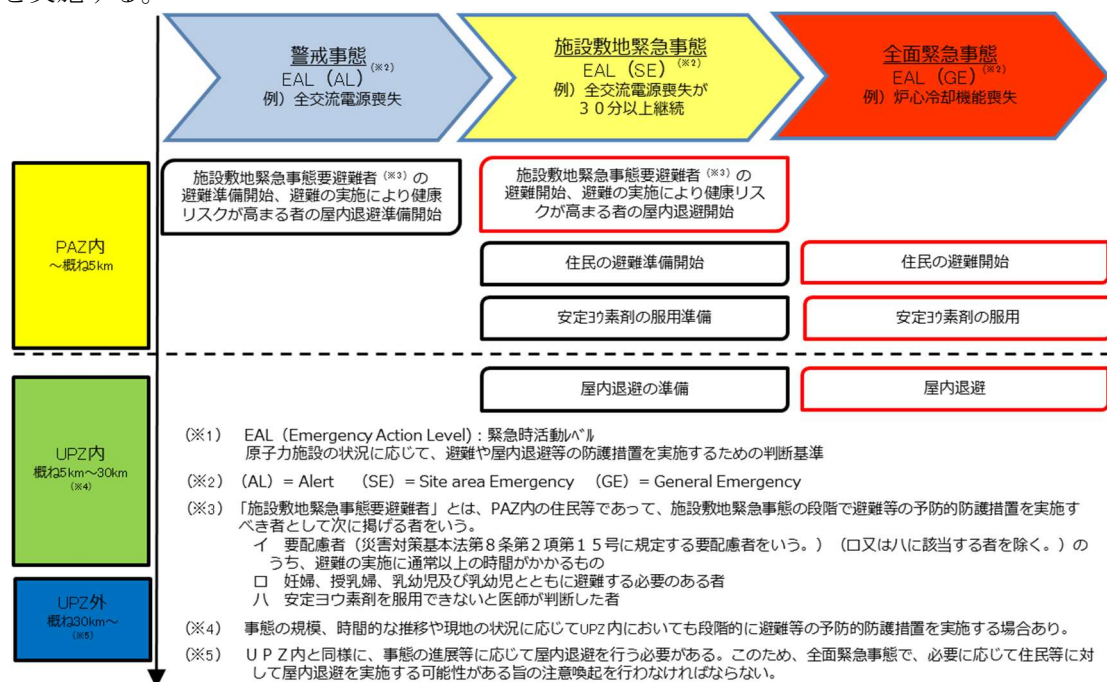 を実施する。
警戒事態
EAL（AL）(※2)
例）全交流電源喪失
施設敷地緊急事態
EAL（SE）(※2)
例）全交流電源喪失が
３０分以上継続
全面緊急事態
EAL（GE）(※2)
例）炉心冷却機能喪失
PAZ内
～概ね5km
施設敷地緊急事態要避難者(※3)の
避難準備開始、避難の実施により健康
リスクが高まる者の屋内退避準備開始
施設敷地緊急事態要避難者(※3)の
避難開始、避難の実施により健康リス
クが高まる者の屋内退避開始
住民の避難準備開始
住民の避難開始
安定ﾖｳ素剤の服用準備
安定ﾖｳ素剤の服用
UPZ内
概ね5km～30km
(※4)
屋内退避の準備
屋内退避
（※1） EAL（Emergency Action Level）：緊急時活動ﾚﾍﾞﾙ
原子力施設の状況に応じて、避難や屋内退避等の防護措置を実施するための判断基準
（※2）（AL）＝Alert （SE）＝Site area Emergency （GE）＝General Emergency
（※3）「施設敷地緊急事態要避難者」とは、PAZ内の住民等であって、施設敷地緊急事態の段階で避難等の予防的防護措置を実施す
べき者として次に掲げる者をいう。
イ 要配慮者（災害対策基本法第８条第２項第１５号に規定する要配慮者をいう。）（ロ又はハに該当する者を除く。）の
うち、避難の実施に通常以上の時間がかかるもの
ロ 妊婦、授乳婦、乳幼児及び乳幼児とともに避難する必要のある者
ハ 安定ヨウ素剤を服用できないと医師が判断した者
UPZ外
概ね30km～
(※5)
（※4） 事態の規模、時間的な推移や現地の状況に応じてUPZ内においても段階的に避難等の予防的防護措置を実施する場合あり。
（※5） ＵＰＺ内と同様に、事態の進展等に応じて屋内退避を行う必要がある。このため、全面緊急事態で、必要に応じて住民等に対
して屋内退避を実施する可能性がある旨の注意喚起を行わなければならない。